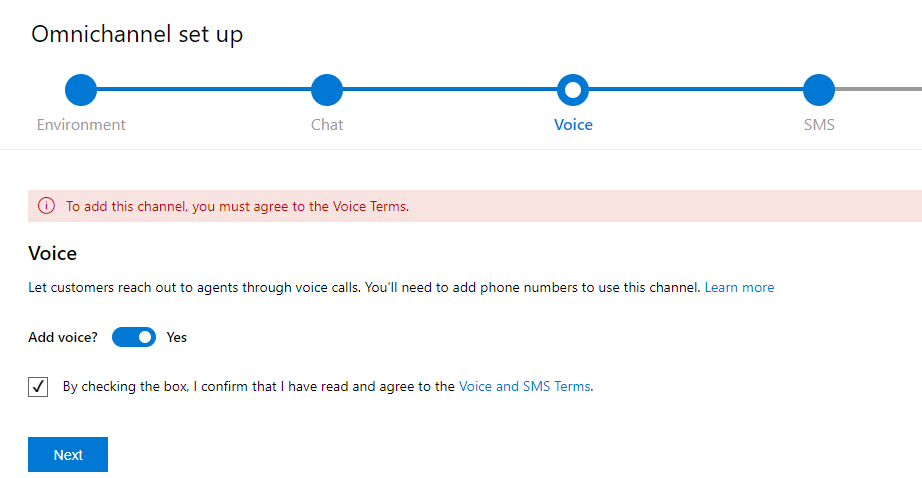 Omnichannel set up
Environment
Chat
Voice
SMS
To add this channel, you must agree to the Voice Terms.
Voice
Let customers reach out to agents through voice calls. You'll need to add phone numbers to use this channel. Learn more
Add voice? Yes
By checking the box, I confirm that I have read and agree to the Voice and SMS Terms.
Next